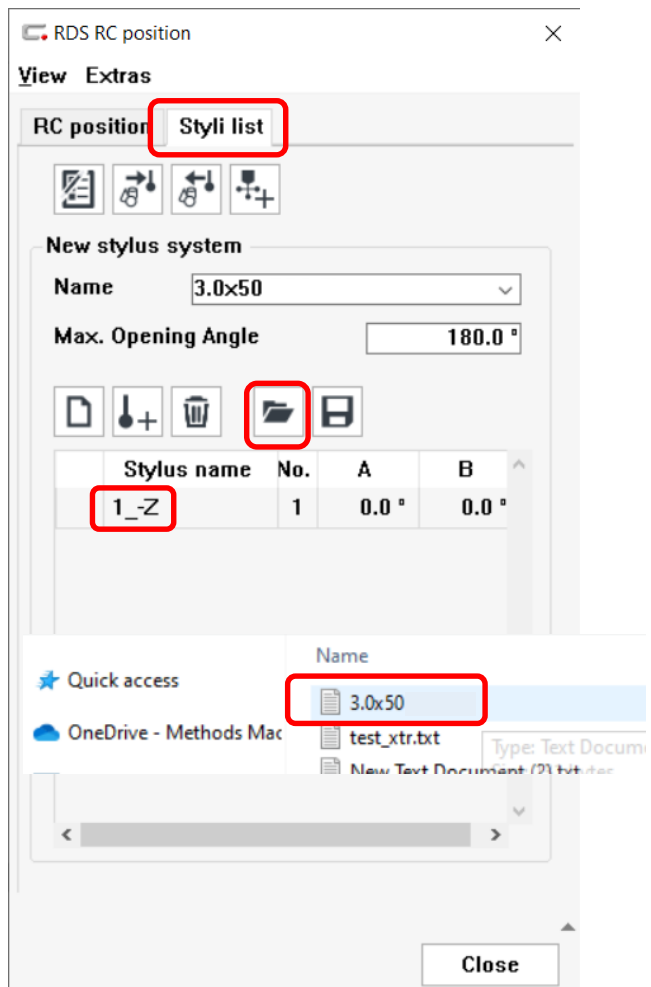 RDS RC position
View Extras
RC position Styli list
New stylus system
Name 3.0x50
Max. Opening Angle 180.0 °
Stylus name No. A B
1_-Z 1 0.0 ° 0.0 °
Name
Quick access
3.0x50
OneDrive - Methods Mac
test_xtr.txt
Type: Text Docume
New Text Document (2).txt
Close